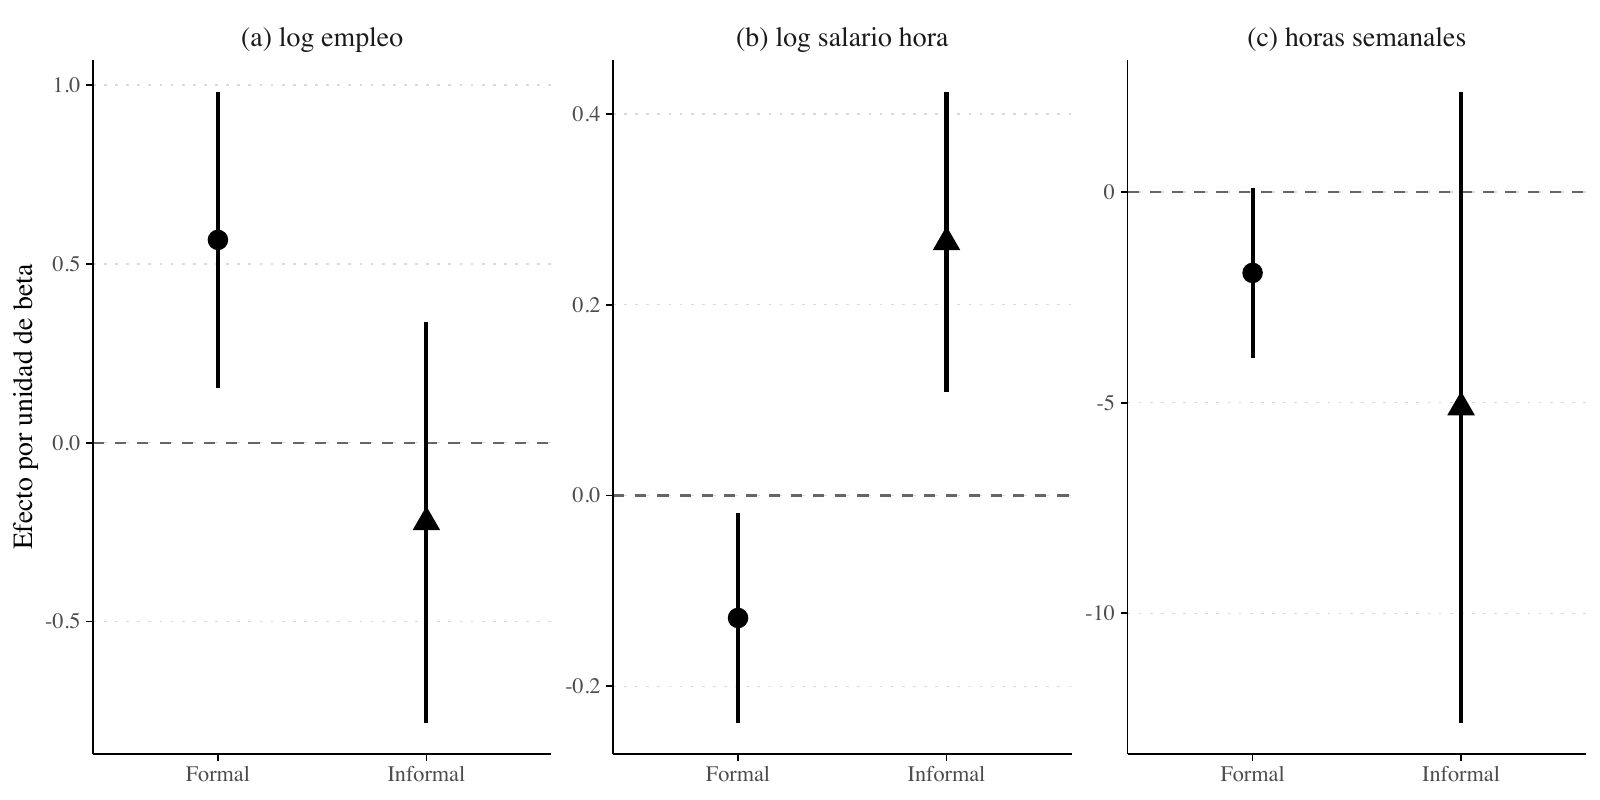 (a) log empleo
(b) log salario hora
(c) horas semanales
Efecto por unidad de beta
1.0
0.5
0.0
-0.5
Formal
Informal
0.4
0.2
0.0
-0.2
Formal
Informal
0
-5
-10
Formal
Informal